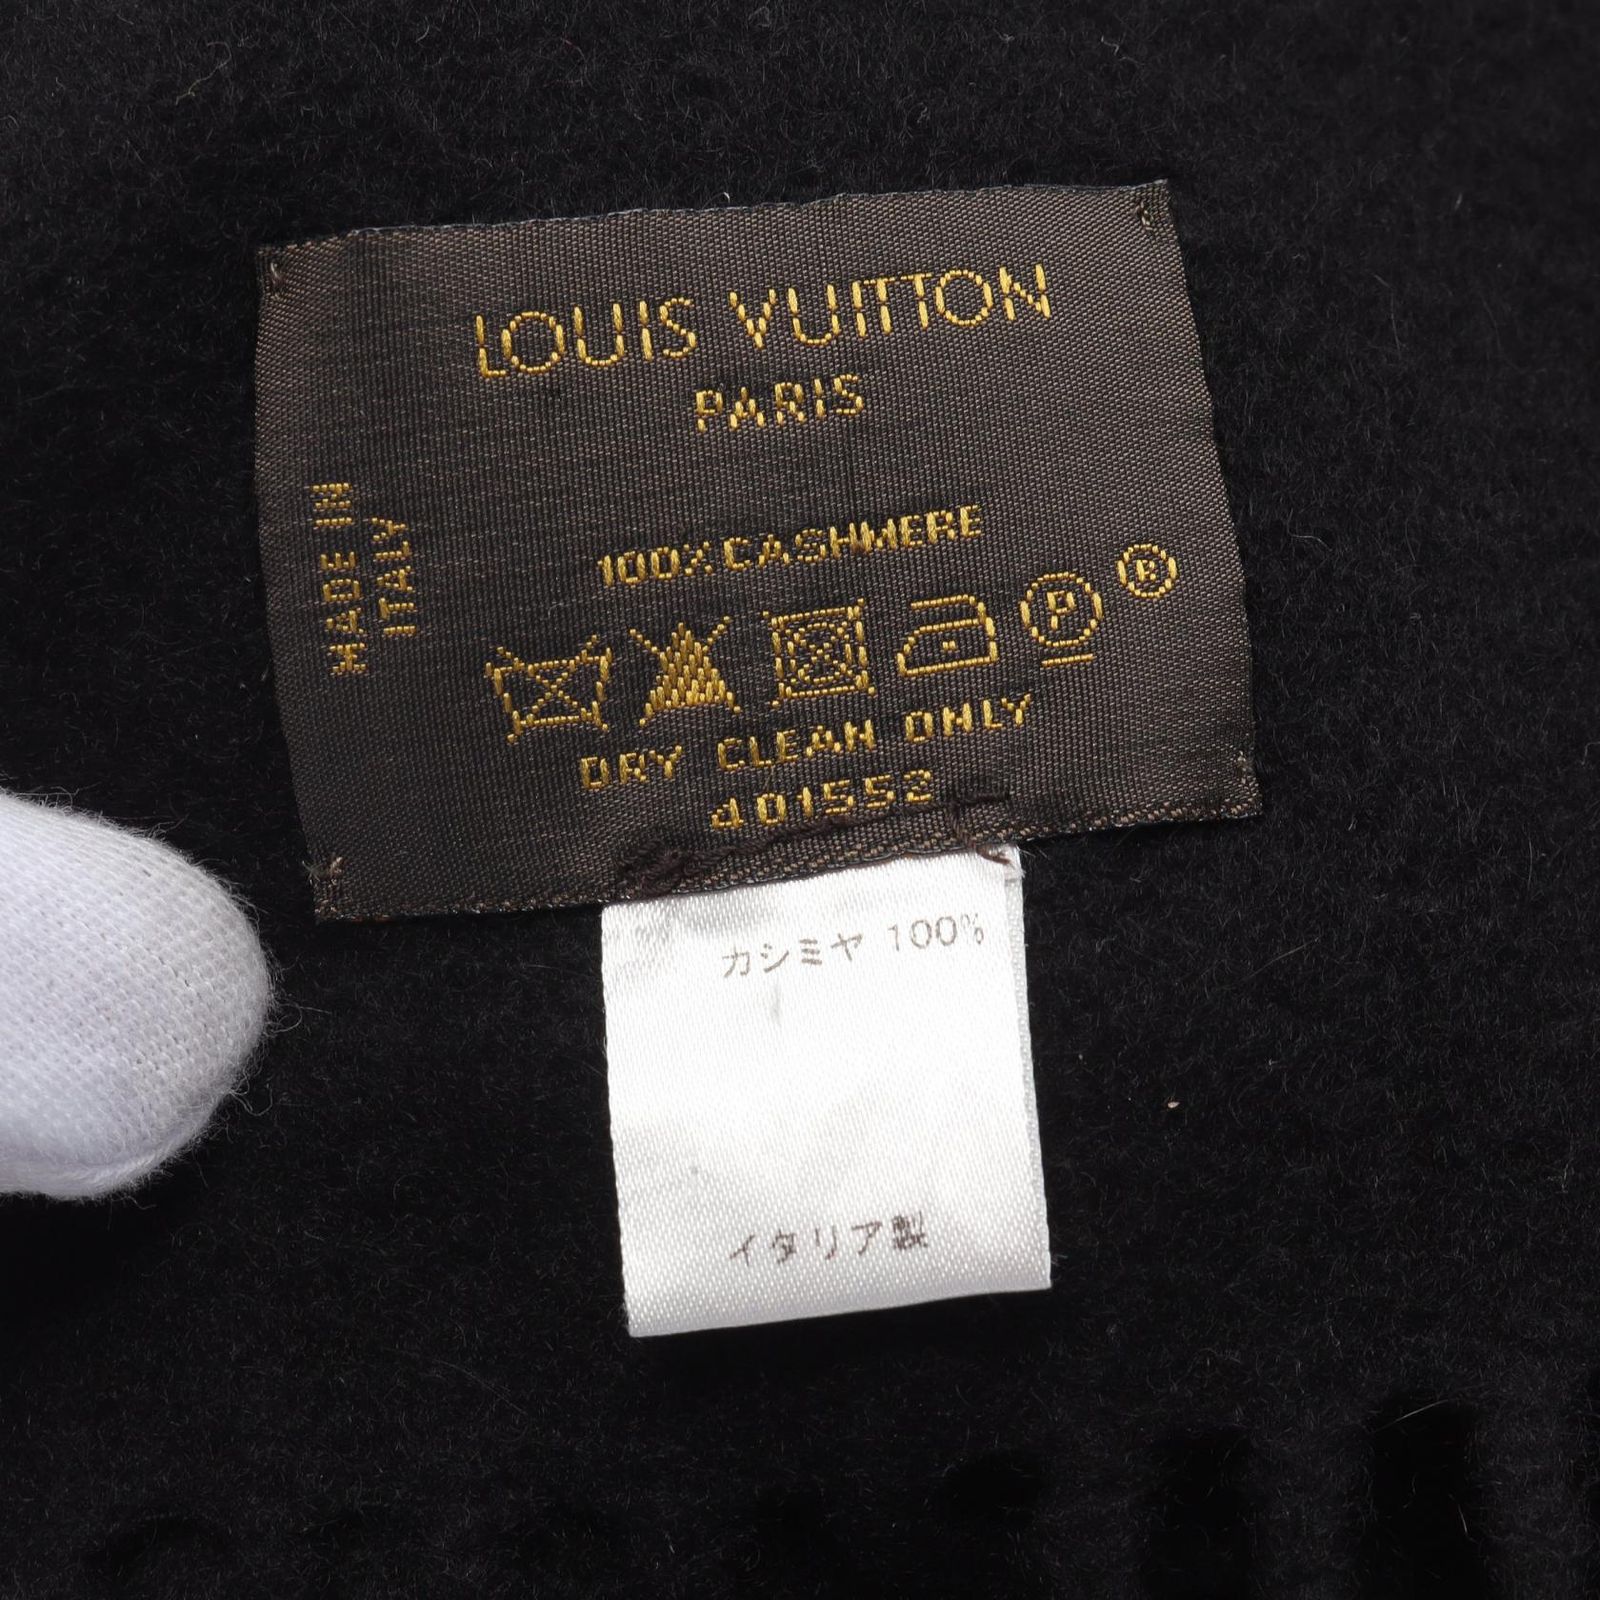 LOUIS VUITTON
PARIS
MADE IN
ITALY
100% CASHMERE
P
R
DRY CLEAN ONLY
401552
カシミヤ 100%
イタリア製